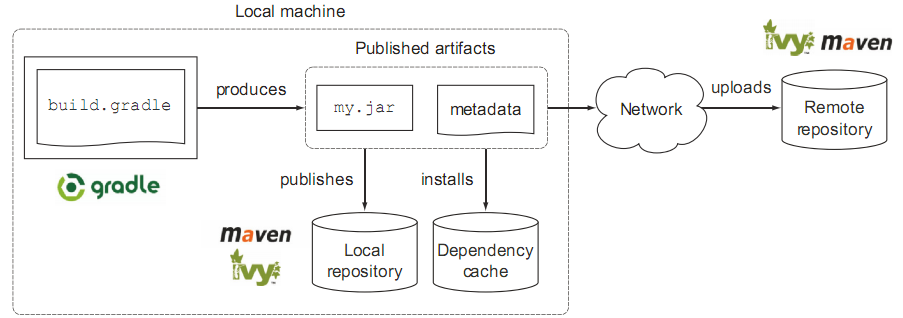 Local machine
Published artifacts
build.gradle
produces
my.jar
metadata
Network
uploads
ivy maven
Remote
repository
gradle
publishes
installs
maven
ivy
Local
repository
Dependency
cache